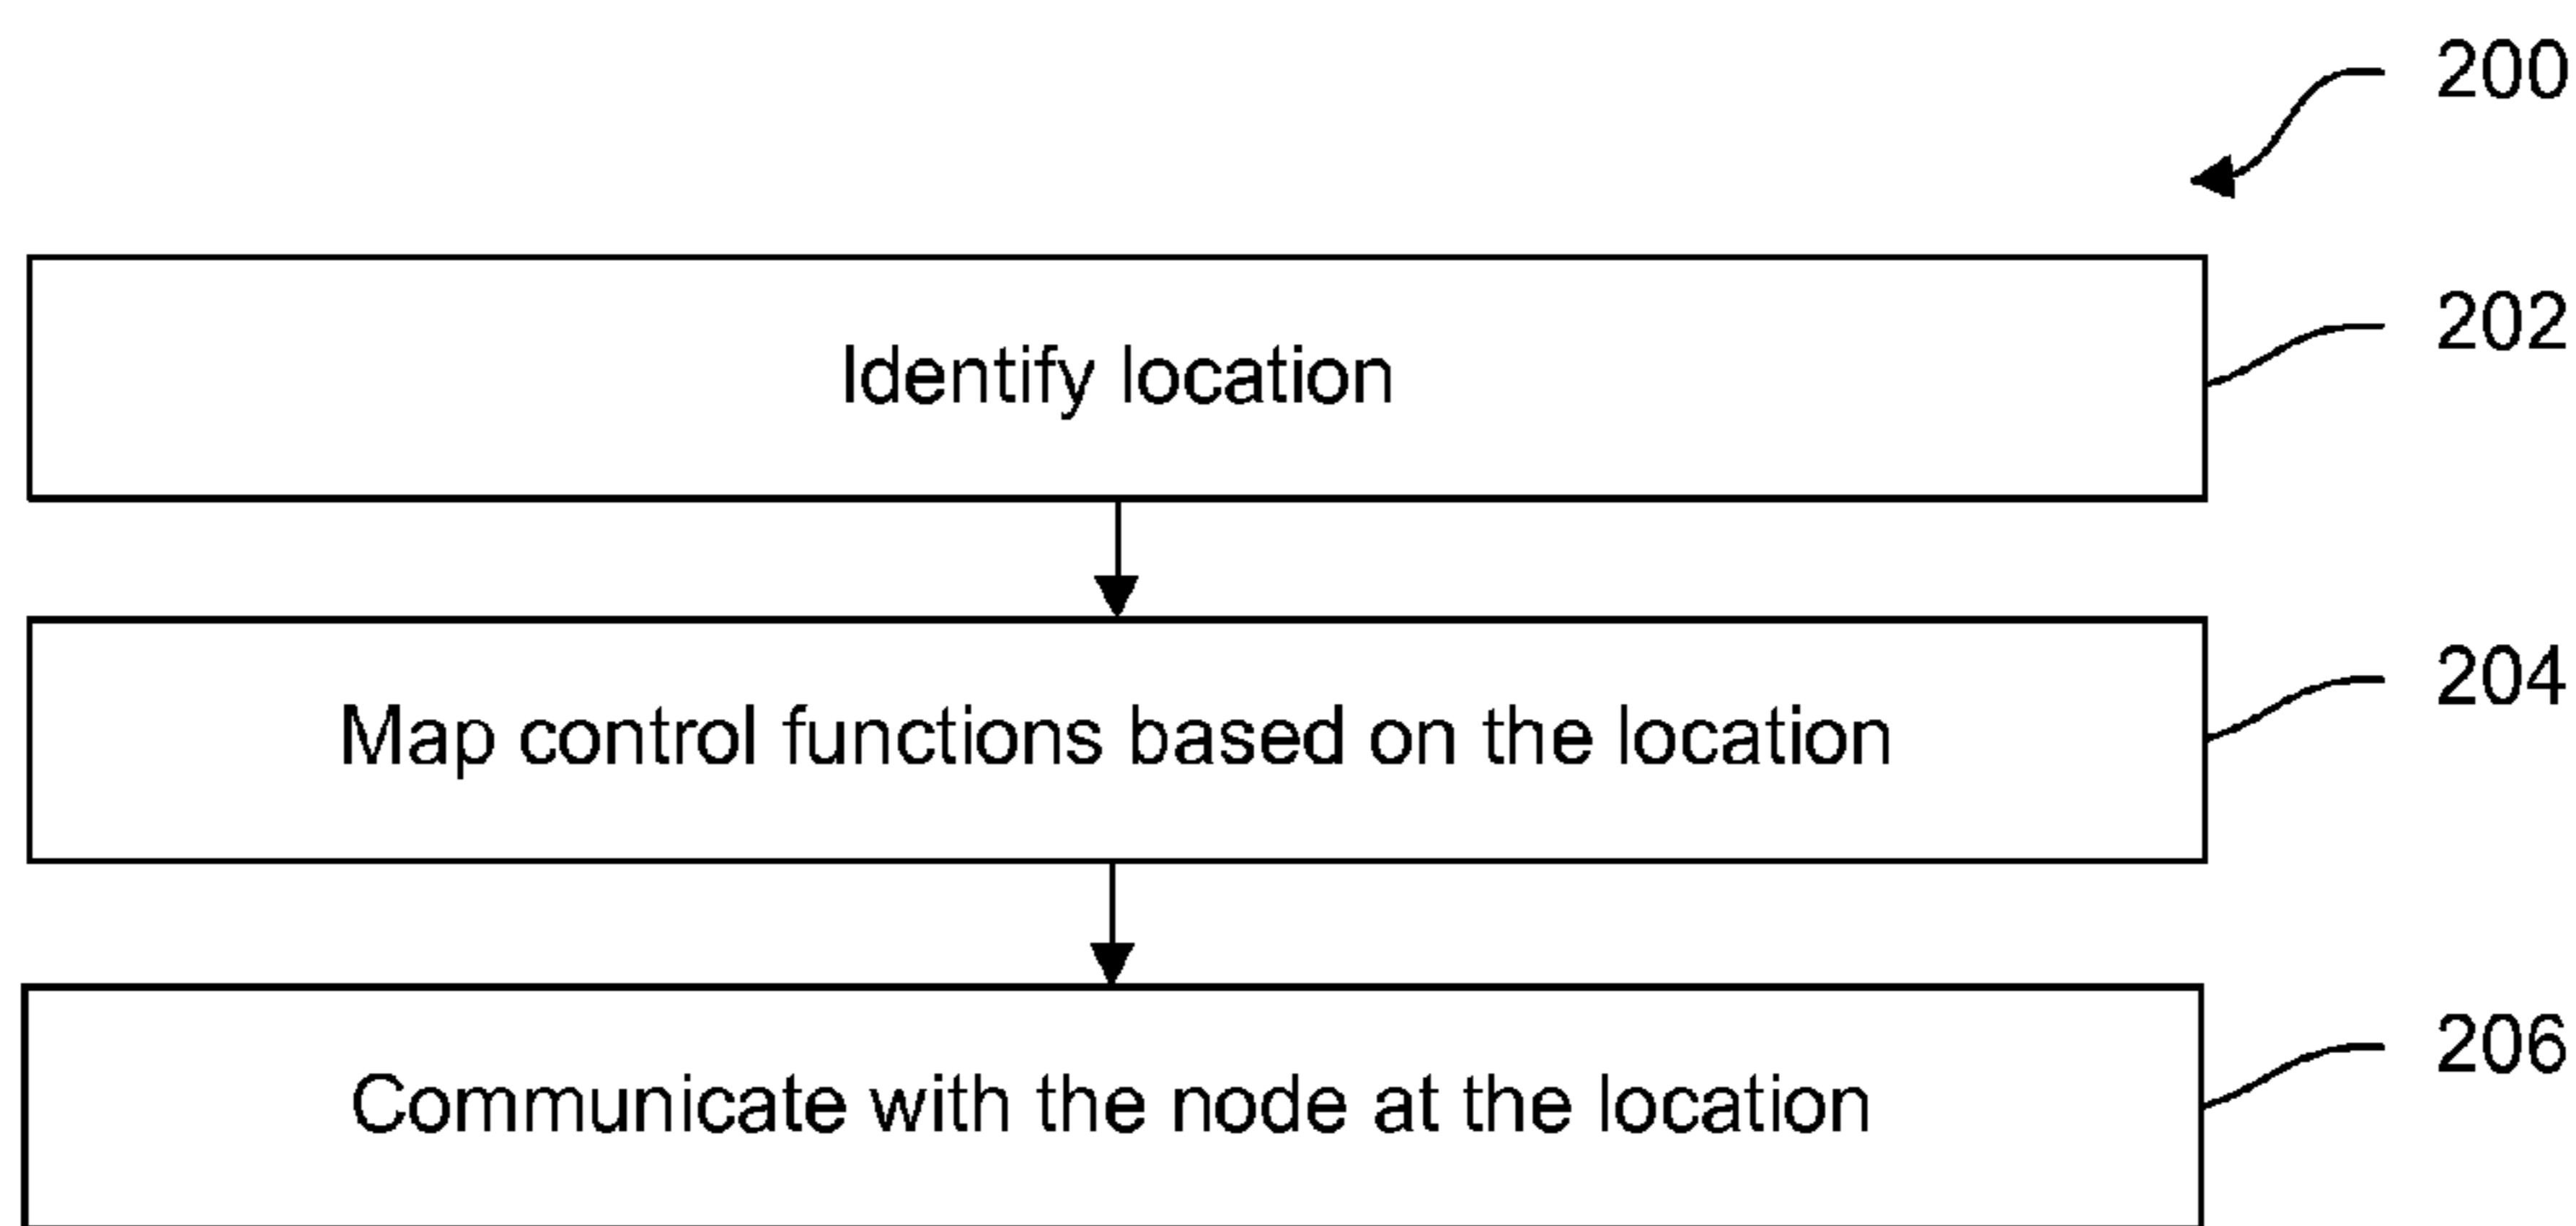 200
Identify location
202
Map control functions based on the location
204
Communicate with the node at the location
206